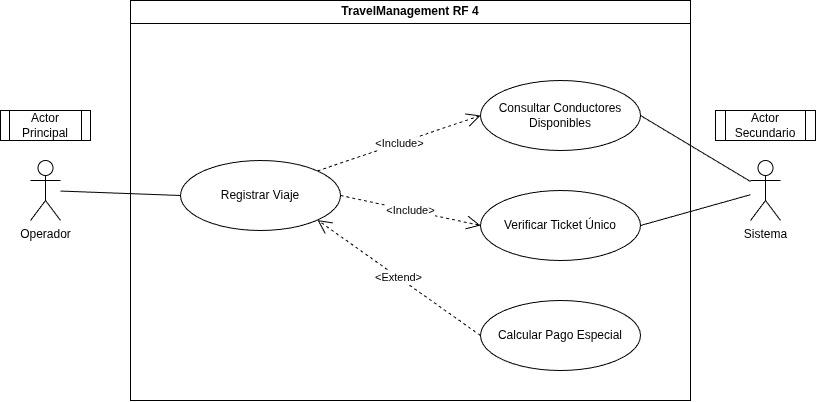 TravelManagement RF 4
Actor
Principal
Operador
Registrar Viaje
<Include>
<Include>
<Extend>
Consultar Conductores
Disponibles
Verificar Ticket Único
Calcular Pago Especial
Actor
Secundario
Sistema